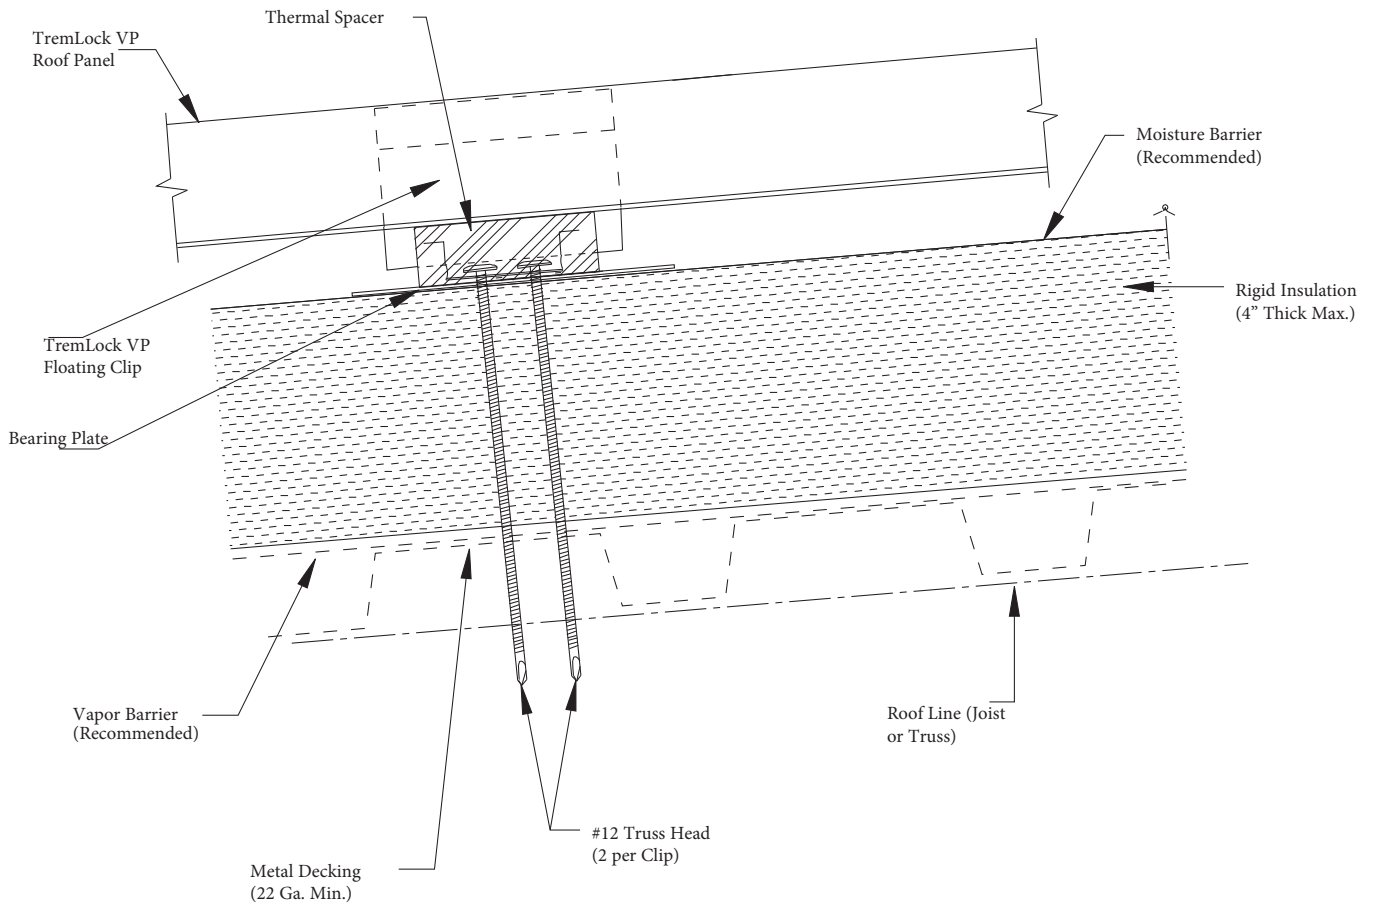 Thermal Spacer
TremLock VP
Roof Panel
Moisture Barrier
(Recommended)
Rigid Insulation
(4” Thick Max.)
TremLock VP
Floating Clip
Bearing Plate
Vapor Barrier
(Recommended)
Roof Line (Joist
or Truss)
#12 Truss Head
(2 per Clip)
Metal Decking
(22 Ga. Min.)